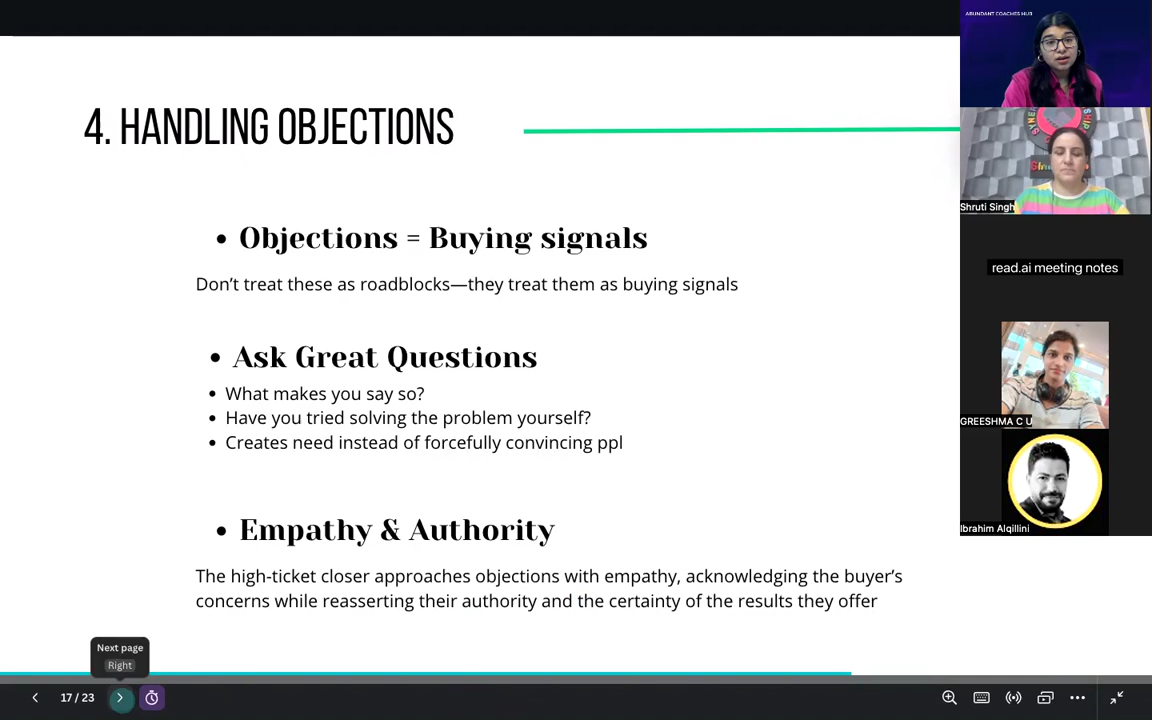 4. HANDLING OBJECTIONS
• Objections = Buying signals
Don’t treat these as roadblocks—they treat them as buying signals
• Ask Great Questions
• What makes you say so?
• Have you tried solving the problem yourself?
• Creates need instead of forcefully convincing ppl
• Empathy & Authority
The high-ticket closer approaches objections with empathy, acknowledging the buyer’s
concerns while reasserting their authority and the certainty of the results they offer
Next page
Right
17 / 23
ABUNDANT COACHES HUB
Shruti Singh
read.ai meeting notes
GREESHMA C U
Ibrahim Alqillini